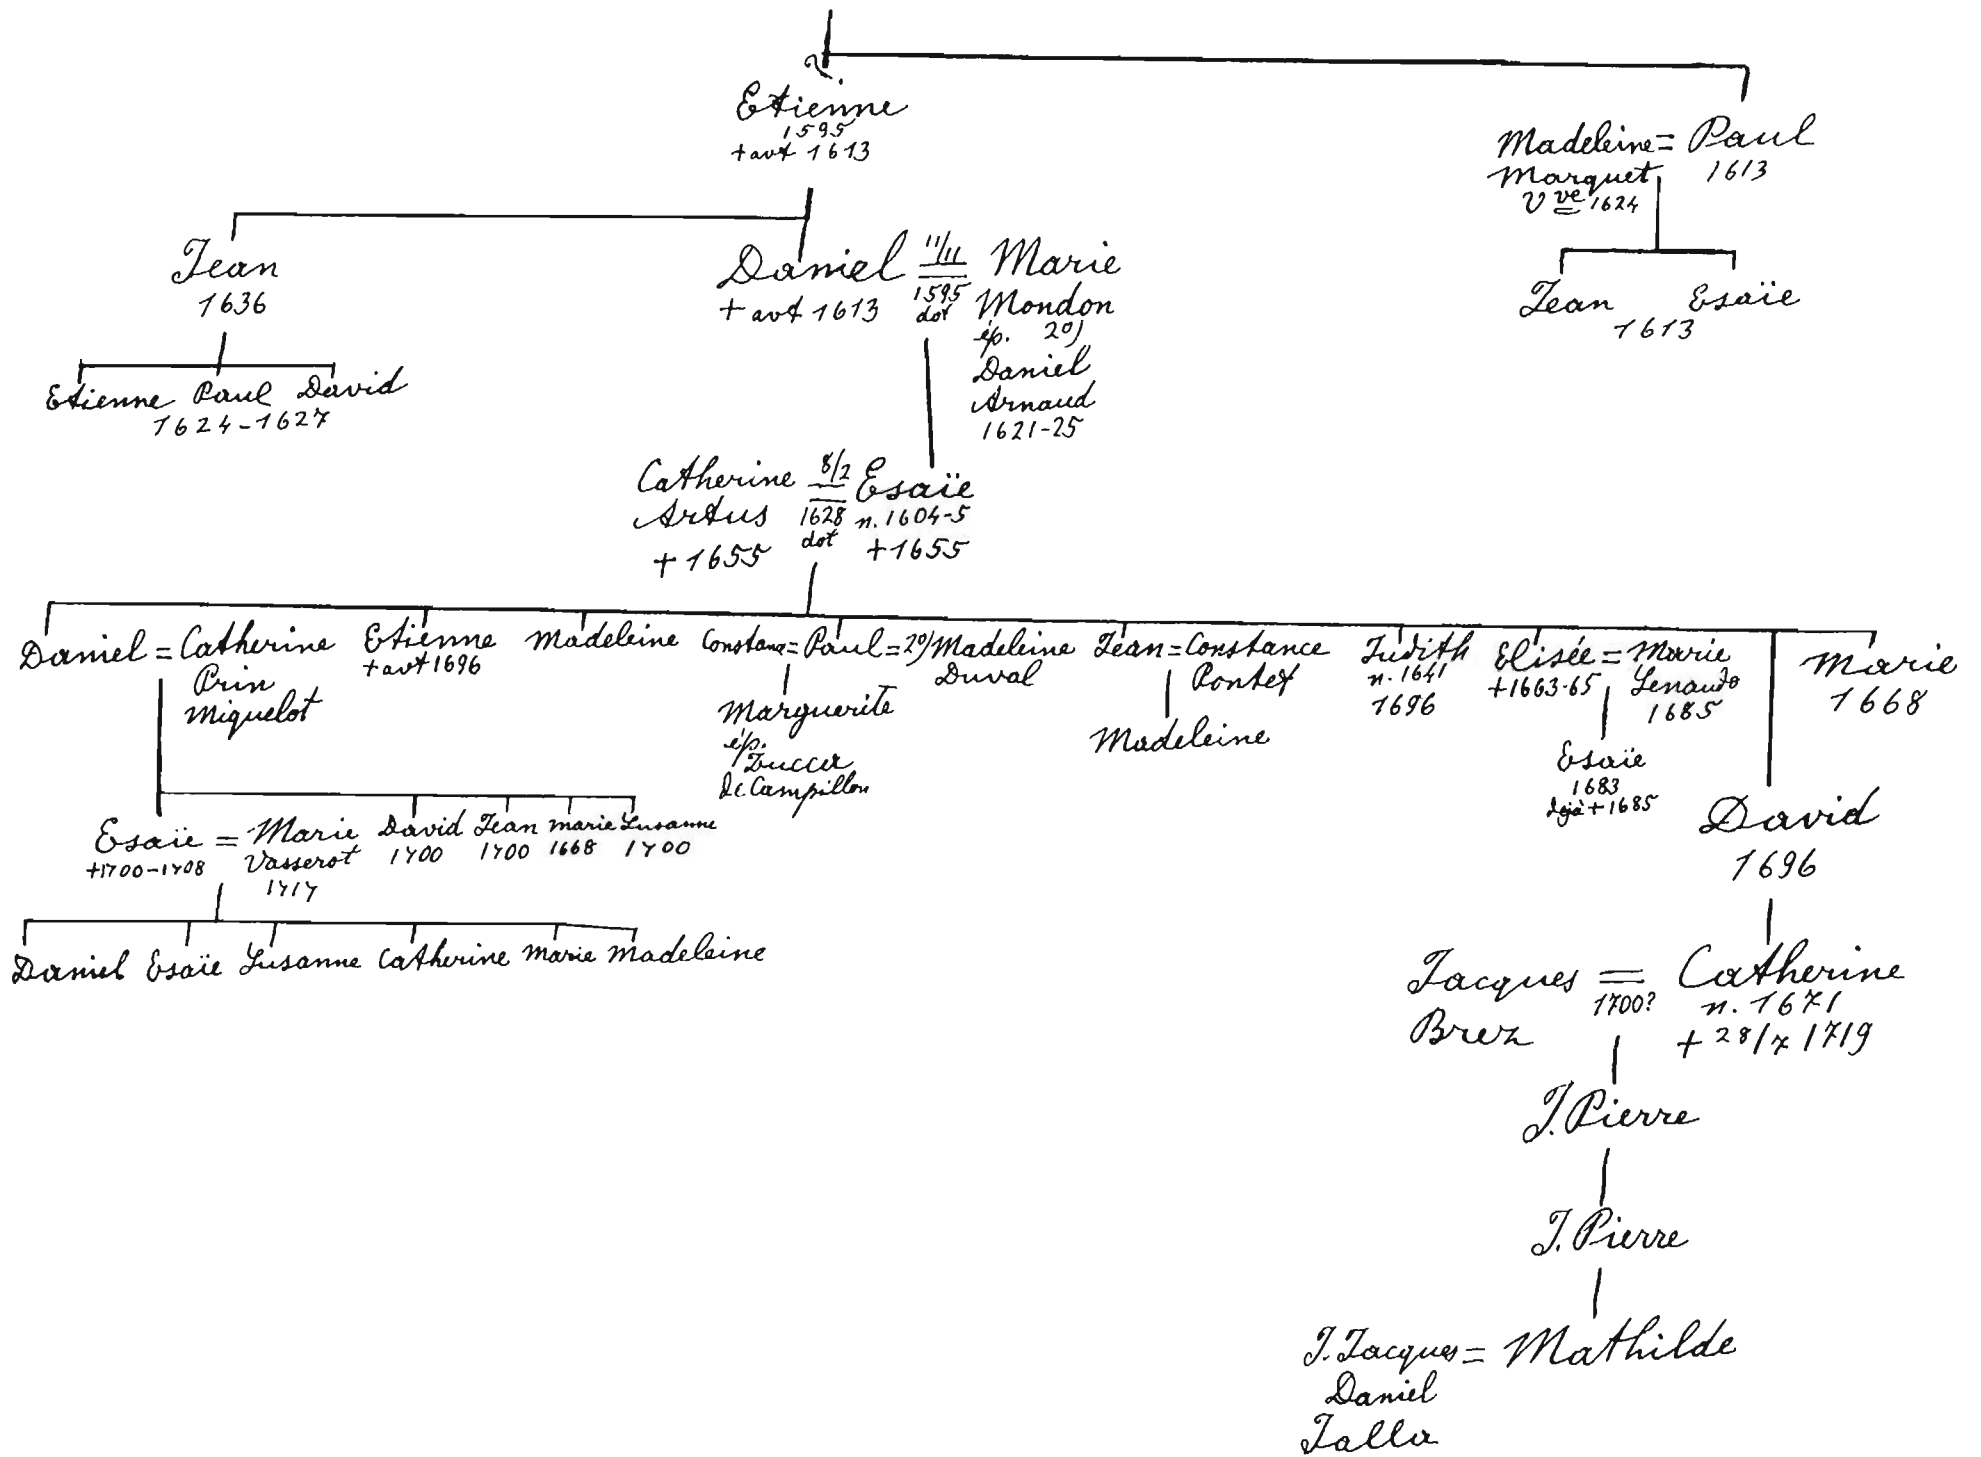 ?
Etienne
1595
+ avt 1613
Madeleine = Paul
Marquet 1613
Vve 1624
Jean Esaïe
1613
Jean
1636
Etienne Paul David
1624-1627
Daniel 11/11 Marie
+ avt 1613 1595 Mondon
dot ép. 2º)
Daniel
Arnaud
1621-25
Catherine 8/2 Esaïe
Artus 1628 n. 1604-5
+ 1655 dot + 1655
Daniel = Catherine
Prin
Miquelot
Etienne
+ avt 1696
Madeleine
Constance = Paul = 2º) Madeleine
Duval
Marguerite
ép.
de Campillon
Jean = Constance
Pontet
Madeleine
Judith
n. 1641
1696
Elisée = Marie
+1663-65
1685
Esaïe
1683
déjà + 1685
Marie
1668
David
1696
Esaïe = Marie
+1700-1708 Vasserot
1717
David Jean Marie Susanne
1700 1700 1668 1700
Daniel Esaïe Susanne Catherine Marie Madeleine
Jacques = Catherine
Brez 1700? n. 1671
+ 28/7 1719
J. Pierre
J. Pierre
J. Jacques = Mathilde
Daniel
Jalla